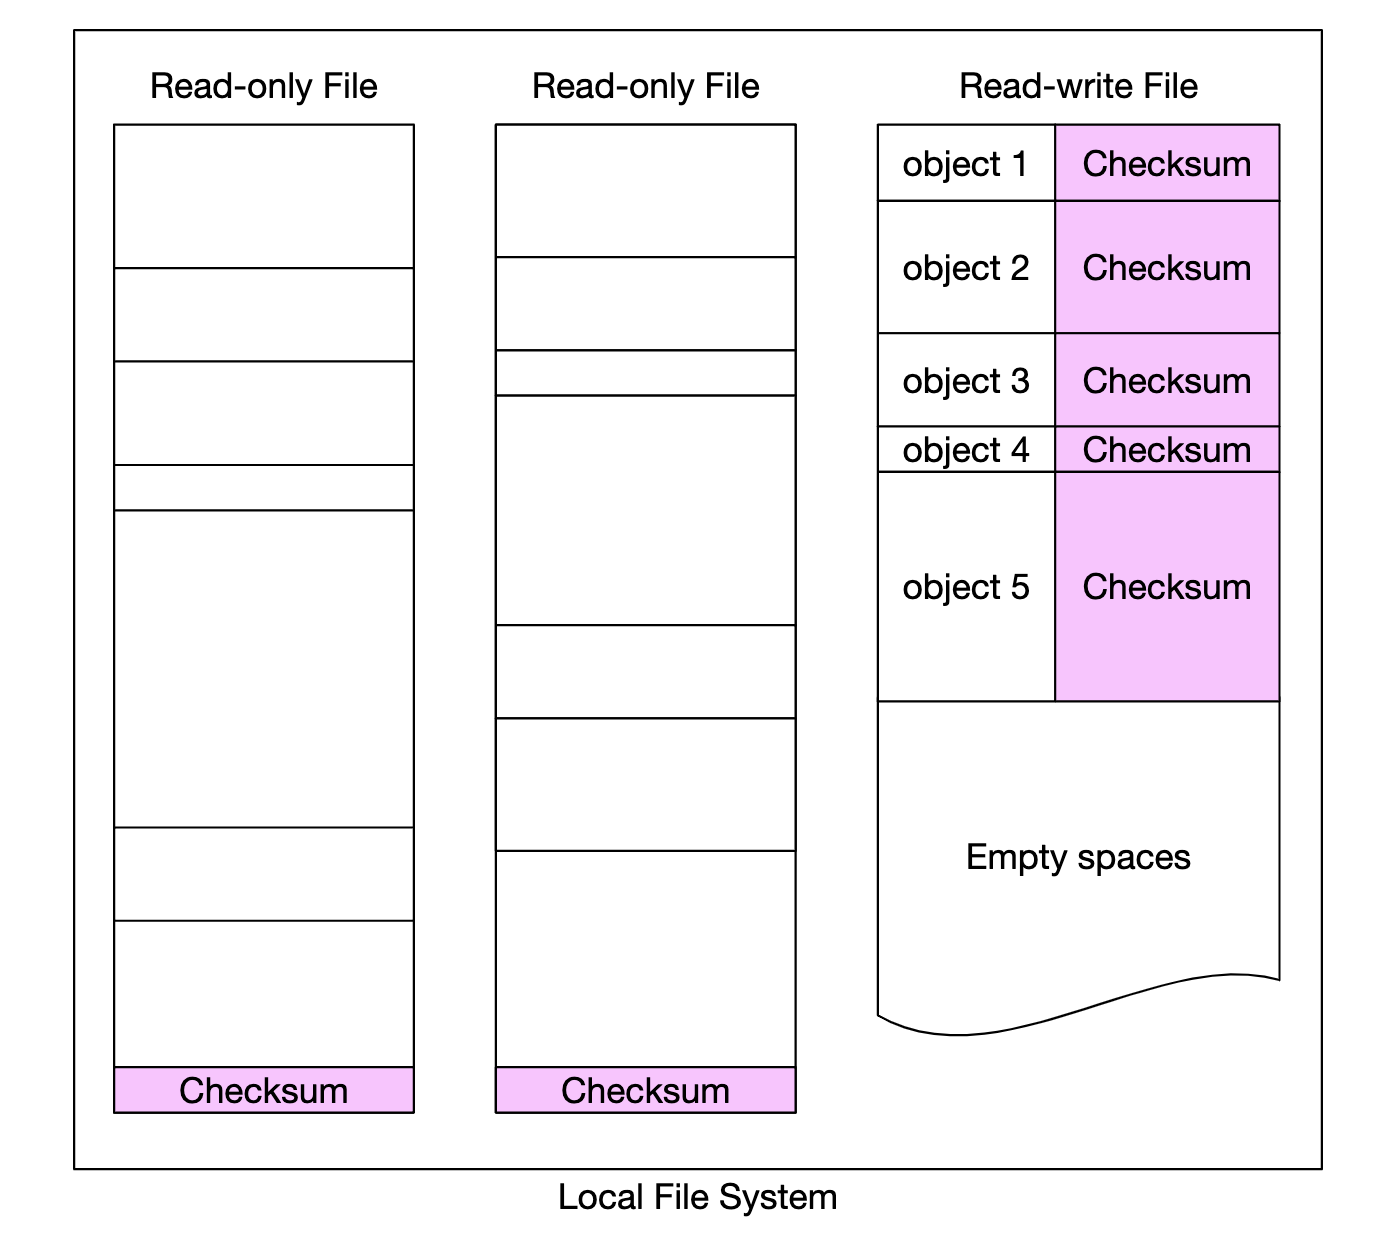 Read-only File
Read-only File
Read-write File
object 1
Checksum
object 2
Checksum
object 3
Checksum
object 4
Checksum
object 5
Checksum
Empty spaces
Checksum
Checksum
Local File System